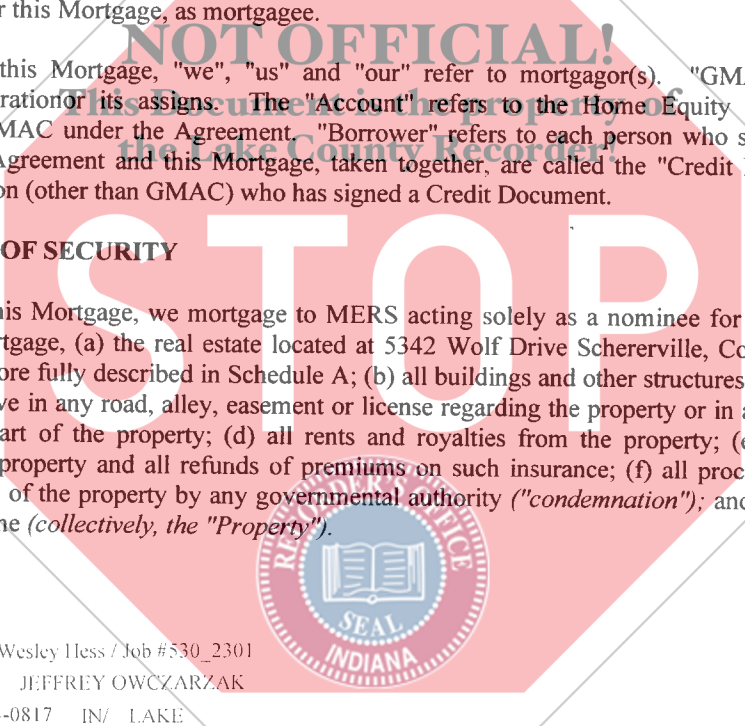 r this Mortgage, as mortgagee.
NOT OFFICIAL!
this Mortgage, "we", "us" and "our" refer to mortgagor(s). "GMA
rationor its assigns. The "Account" refers to the Home Equity
This Document is the property of
MAC under the Agreement. "Borrower" refers to each person who s
the Lake County Recorder!
Agreement and this Mortgage, taken together, are called the "Credit
on (other than GMAC) who has signed a Credit Document.
STOP
OF SECURITY
his Mortgage, we mortgage to MERS acting solely as a nominee for
rtgage, (a) the real estate located at 5342 Wolf Drive Schererville, Co
ore fully described in Schedule A; (b) all buildings and other structures
ve in any road, alley, easement or license regarding the property or in a
art of the property; (d) all rents and royalties from the property; (e
property and all refunds of premiums on such insurance; (f) all proc
of the property by any governmental authority ("condemnation"); and
ne (collectively, the "Property").
RECORDER'S OFFICE
SEAL
INDIANA
Wesley Hess / Job #530_2301
JEFFREY OWCZARZAK
-0817 IN/ LAKE